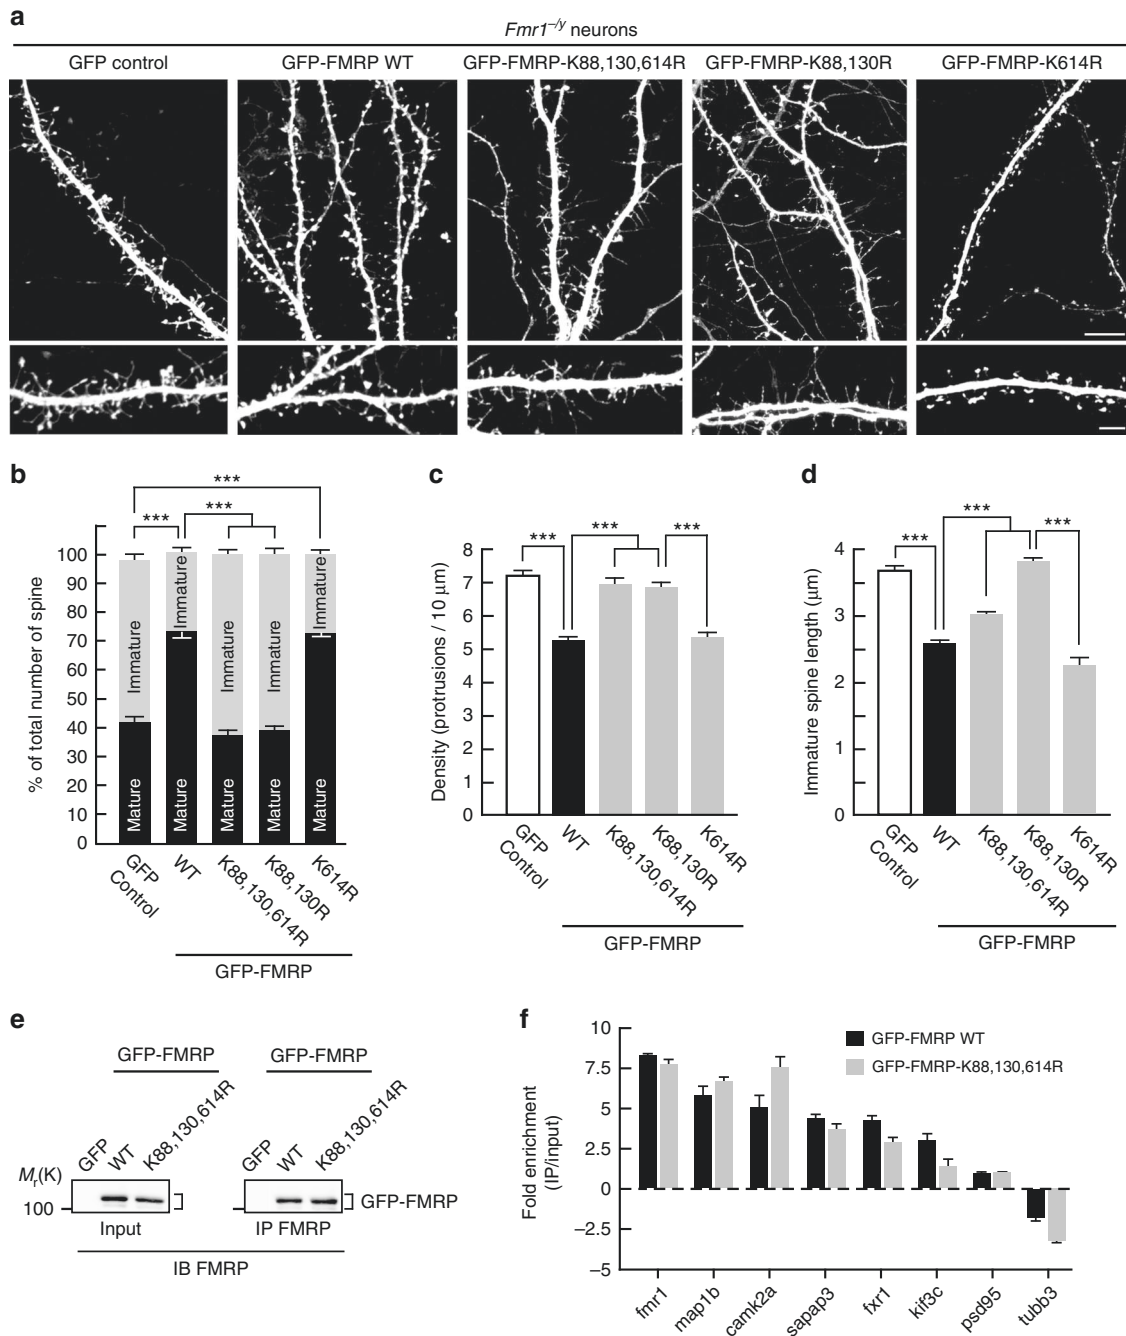 a
Fmr1–/y neurons
GFP control
GFP-FMRP WT
GFP-FMRP-K88,130,614R
GFP-FMRP-K88,130R
GFP-FMRP-K614R
b
% of total number of spine
100
90
80
70
60
50
40
30
20
10
0
***
***
***
Immature
Immature
Immature
Immature
Immature
Mature
Mature
Mature
Mature
Mature
GFP
Control
WT
K88,130,614R
K88,130R
K614R
GFP-FMRP
c
Density (protrusions / 10 μm)
8
7
6
5
4
3
2
1
0
***
***
***
GFP
Control
WT
K88,130,614R
K88,130R
K614R
GFP-FMRP
d
Immature spine length (μm)
4
3
2
1
0
***
***
***
GFP
Control
WT
K88,130,614R
K88,130R
K614R
GFP-FMRP
e
GFP-FMRP
GFP-FMRP
GFP
WT
K88,130,614R
GFP
WT
K88,130,614R
Mr(K)
100
GFP-FMRP
Input
IP FMRP
IB FMRP
f
Fold enrichment
(IP/input)
10
7.5
5
2.5
0
–2.5
–5
GFP-FMRP WT
GFP-FMRP-K88,130,614R
fmr1
map1b
camk2a
sapap3
fxr1
kif3c
psd95
tubb3